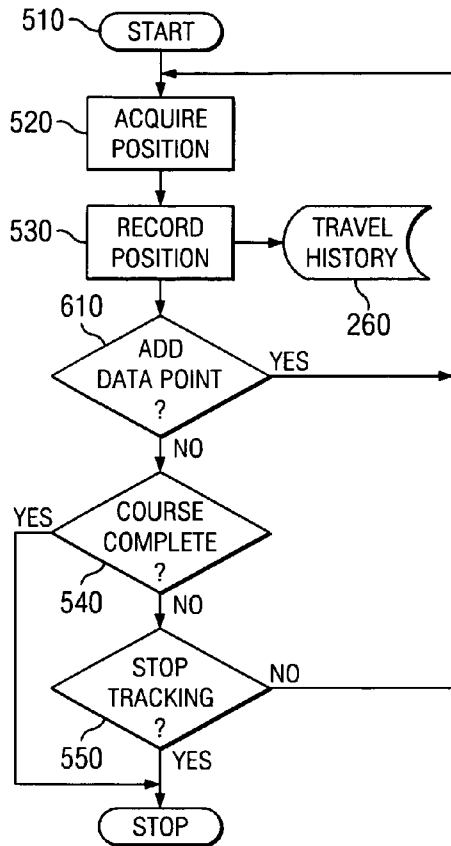 510
START
520
ACQUIRE
POSITION
530
RECORD
POSITION
TRAVEL
HISTORY
260
610
ADD
DATA POINT
?
YES
NO
YES
COURSE
COMPLETE
?
540
NO
STOP
TRACKING
?
NO
550
YES
STOP